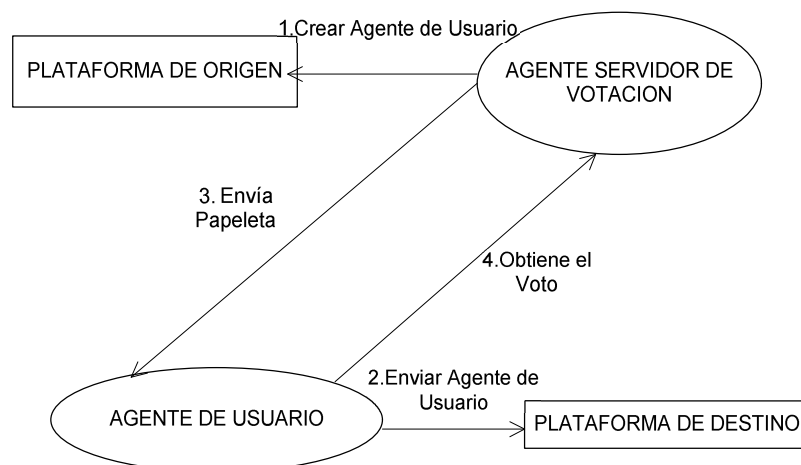 1.Crear Agente de Usuario
PLATAFORMA DE ORIGEN
AGENTE SERVIDOR DE
VOTACION
3. Envía
Papeleta
4.Obtiene el
Voto
2.Enviar Agente de
Usuario
AGENTE DE USUARIO
PLATAFORMA DE DESTINO